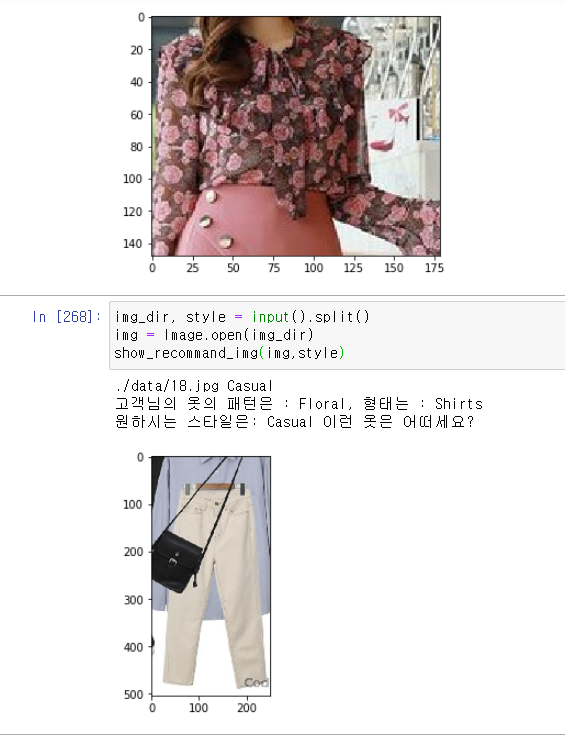 0
20
40
60
80
100
120
140
0 25 50 75 100 125 150 175
In [268]: img_dir, style = input().split()
img = Image.open(img_dir)
show_recommand_img(img,style)
./data/18.jpg Casual
고객님의 옷의 패턴은 : Floral, 형태는 : Shirts
원하시는 스타일은: Casual 이런 옷은 어떠세요?
0
100
200
300
400
Cod
500
0 100 200